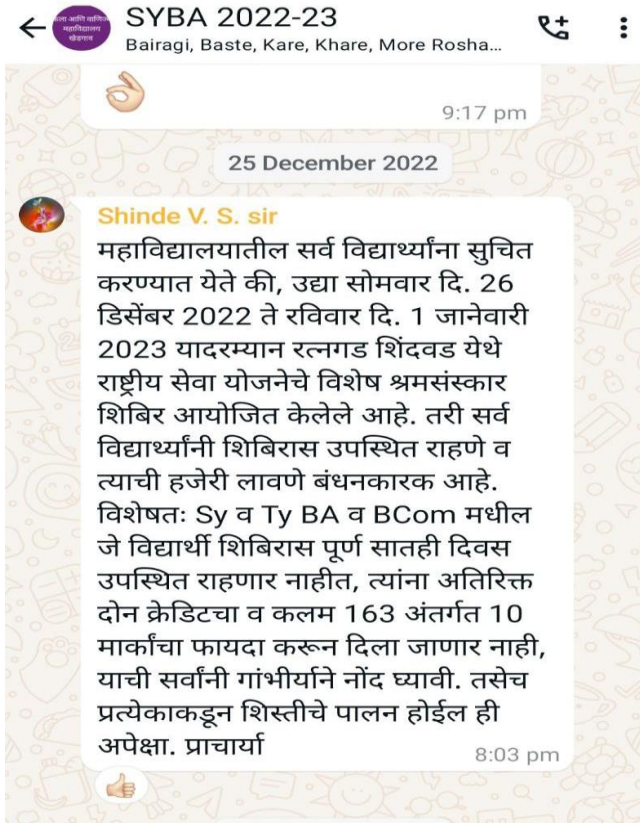 SYBA 2022-23
Bairagi, Baste, Kare, Khare, More Rosha...
9:17 pm
25 December 2022
Shinde V. S. sir
महाविद्यालयातील सर्व विद्यार्थ्यांना सुचित
करण्यात येते की, उद्या सोमवार दि. 26
डिसेंबर 2022 ते रविवार दि. 1 जानेवारी
2023 यादरम्यान रत्नगड शिंदवड येथे
राष्ट्रीय सेवा योजनेचे विशेष श्रमसंस्कार
शिबिर आयोजित केलेले आहे. तरी सर्व
विद्यार्थ्यांनी शिबिरास उपस्थित राहणे व
त्याची हजेरी लावणे बंधनकारक आहे.
विशेषतः Sy व Ty BA व BCom मधील
जे विद्यार्थी शिबिरास पुर्ण सातही दिवस
उपस्थित राहणार नाहीत, त्यांना अतिरिक्त
दोन क्रेडिटचा व कलम 163 अंतर्गत 10
मार्कांचा फायदा करून दिला जाणार नाही,
याची सर्वांनी गांभीर्याने नोंद घ्यावी. तसेच
प्रत्येकाकडून शिस्तीचे पालन होईल ही
अपेक्षा. प्राचार्या
8:03 pm